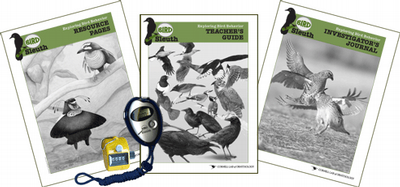 BIRD
Sleuth
Exploring Bird Behavior
RESOURCE
PAGES
BIRD
Sleuth
Exploring Bird Behavior
TEACHER'S
GUIDE
BIRD
Sleuth
Exploring Bird Behavior
INVESTIGATOR'S
JOURNAL